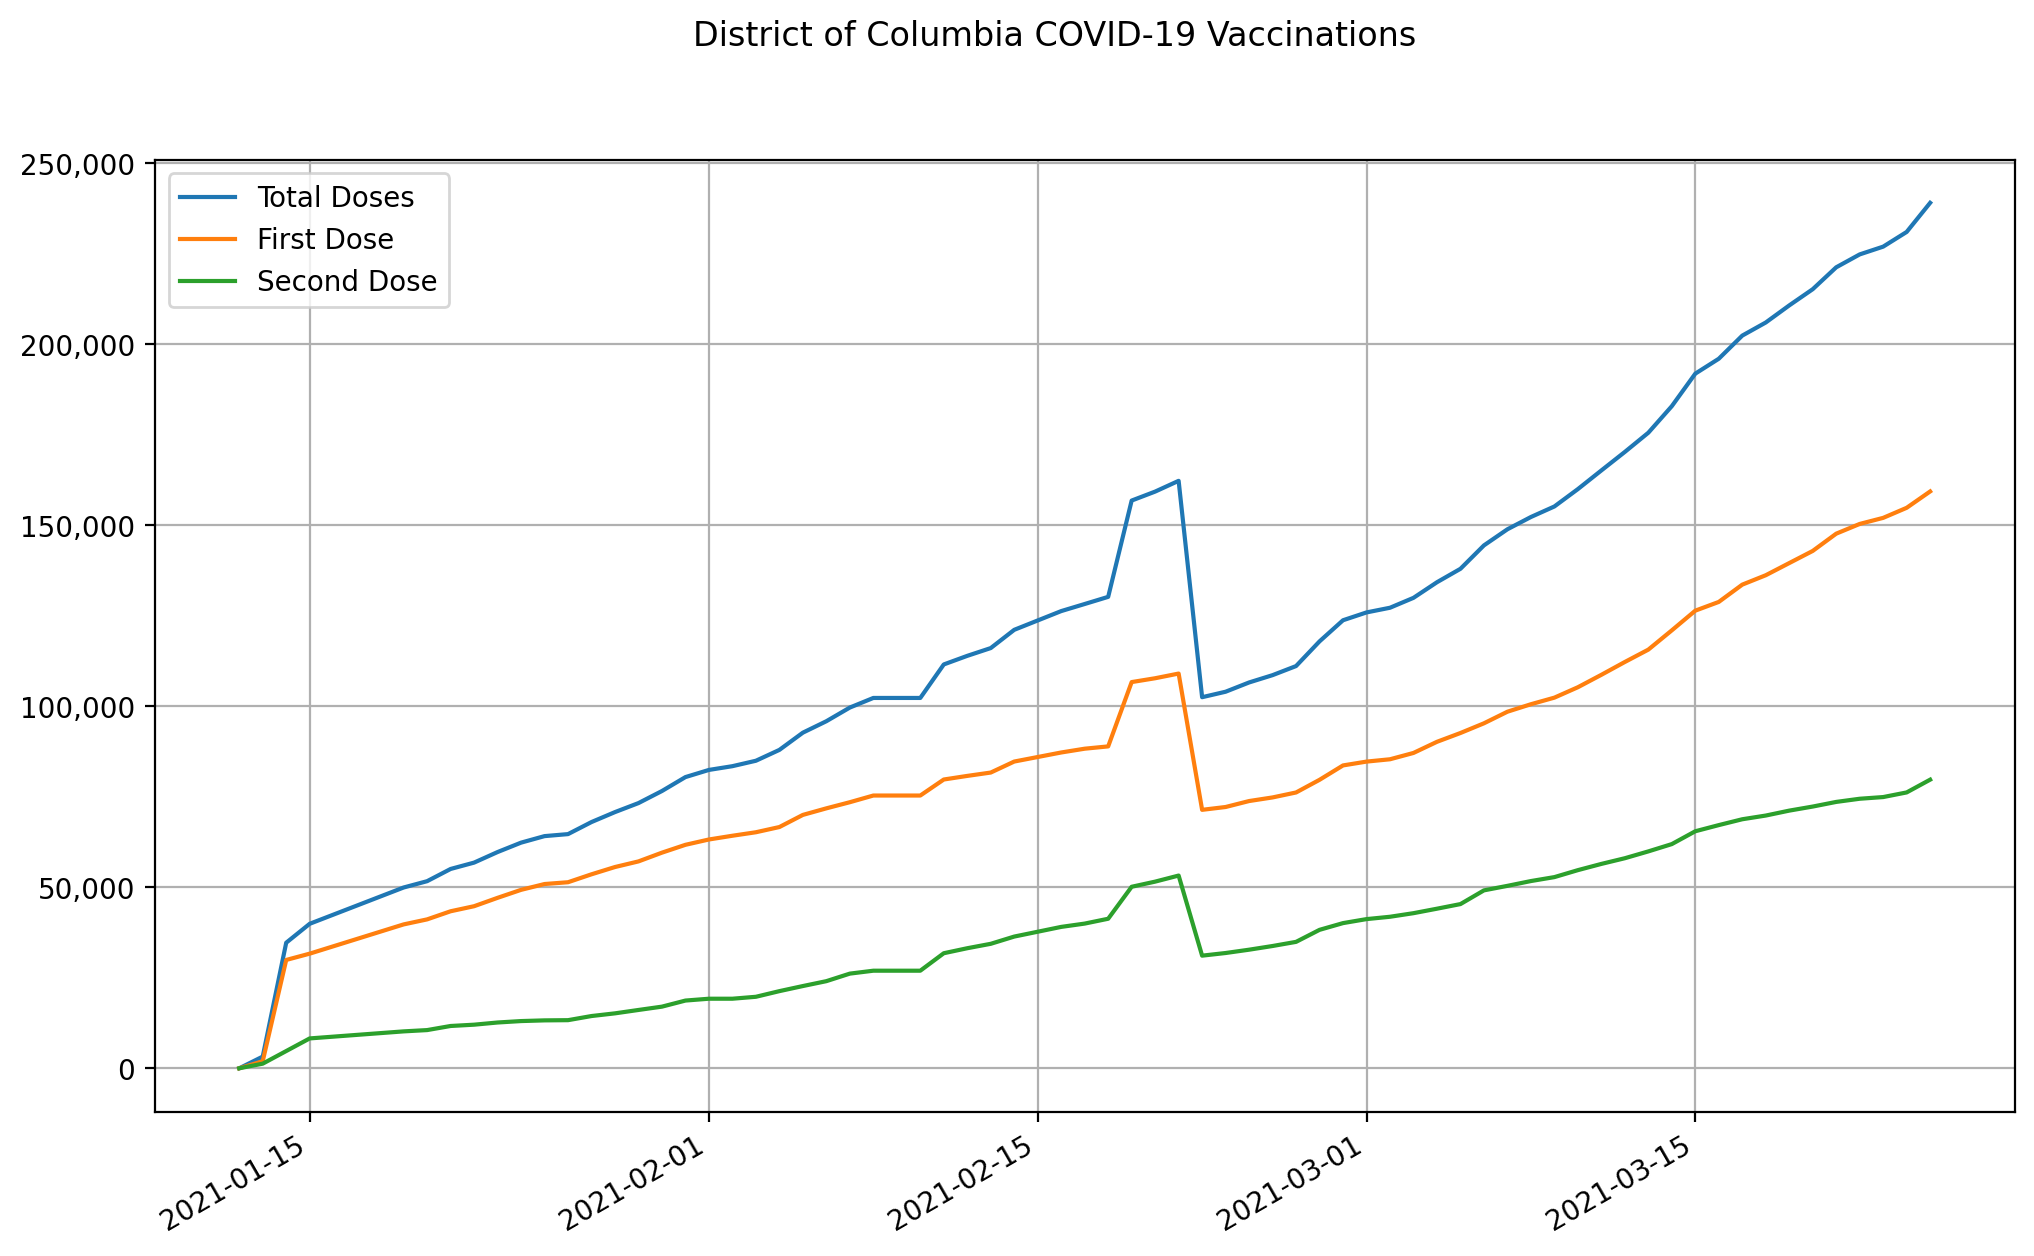 District of Columbia COVID-19 Vaccinations
250,000
200,000
150,000
100,000
50,000
0
Total Doses
First Dose
Second Dose
2021-01-15
2021-02-01
2021-02-15
2021-03-01
2021-03-15